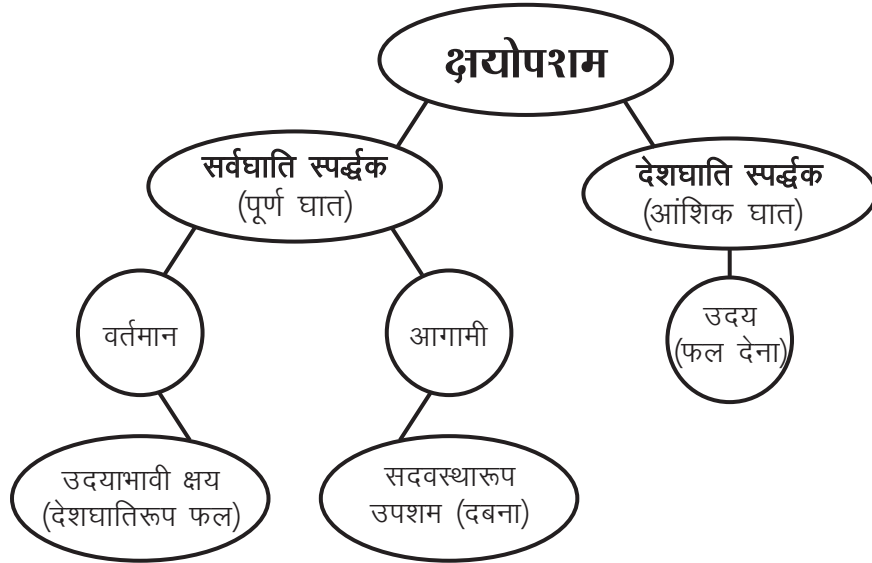 क्षयोपशम
सर्वघाति स्पर्द्धक
(पूर्ण घात)
देशघाति स्पर्द्धक
(आंशिक घात)
वर्तमान
आगामी
उदय
(फल देना)
उदयाभावी क्षय
(देशघातिरूप फल)
सदवस्थारूप
उपशम (दबना)